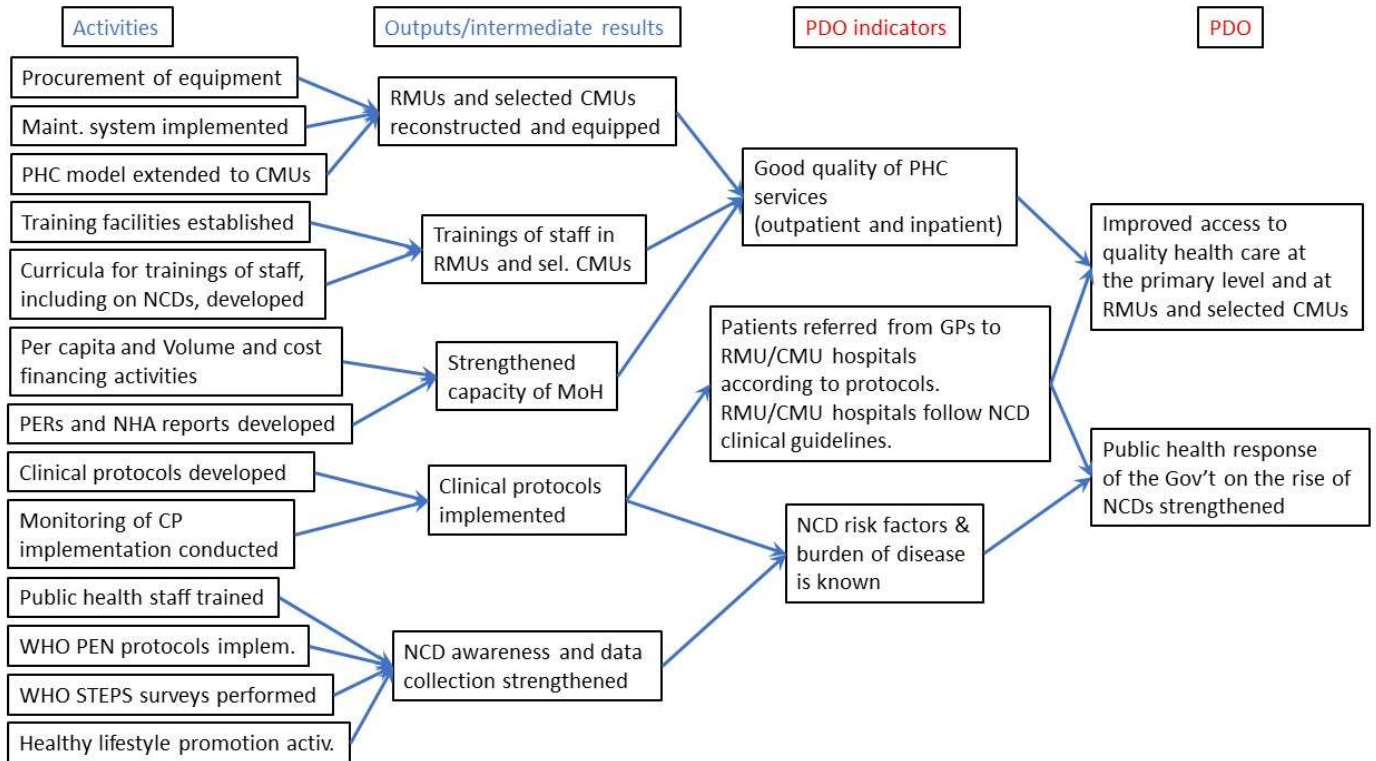 Activities
Outputs/intermediate results
PDO indicators
PDO
Procurement of equipment
Maint. system implemented
PHC model extended to CMUs
Training facilities established
Curricula for trainings of staff,
including on NCDs, developed
Per capita and Volume and cost
financing activities
PERs and NHA reports developed
Clinical protocols developed
Monitoring of CP
implementation conducted
Public health staff trained
WHO PEN protocols implem.
WHO STEPS surveys performed
Healthy lifestyle promotion activ.
RMUs and selected CMUs
reconstructed and equipped
Trainings of staff in
RMUs and sel. CMUs
Strengthened
capacity of MoH
Clinical protocols
implemented
NCD awareness and data
collection strengthened
Good quality of PHC
services
(outpatient and inpatient)
Patients referred from GPs to
RMU/CMU hospitals
according to protocols.
RMU/CMU hospitals follow NCD
clinical guidelines.
NCD risk factors &
burden of disease
is known
Improved access to
quality health care at
the primary level and at
RMUs and selected CMUs
Public health response
of the Gov’t on the rise of
NCDs strengthened